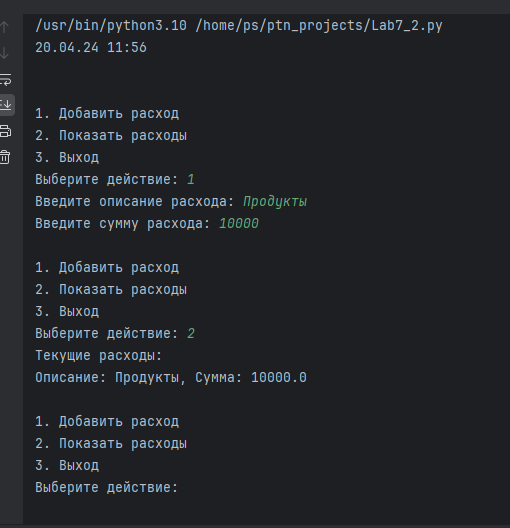 /usr/bin/python3.10 /home/ps/ptn_projects/Lab7_2.py
20.04.24 11:56
1. Добавить расход
2. Показать расходы
3. Выход
Выберите действие: 1
Введите описание расхода: Продукты
Введите сумму расхода: 10000
1. Добавить расход
2. Показать расходы
3. Выход
Выберите действие: 2
Текущие расходы:
Описание: Продукты, Сумма: 10000.0
1. Добавить расход
2. Показать расходы
3. Выход
Выберите действие: